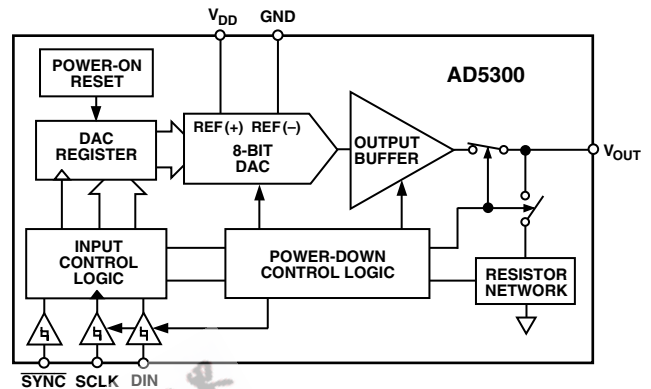 VDD GND
POWER-ON
RESET
AD5300
DAC
REGISTER
REF(+) REF(–)
8-BIT
DAC
OUTPUT
BUFFER
VOUT
INPUT
CONTROL
LOGIC
POWER-DOWN
CONTROL LOGIC
RESISTOR
NETWORK
SYNC SCLK DIN